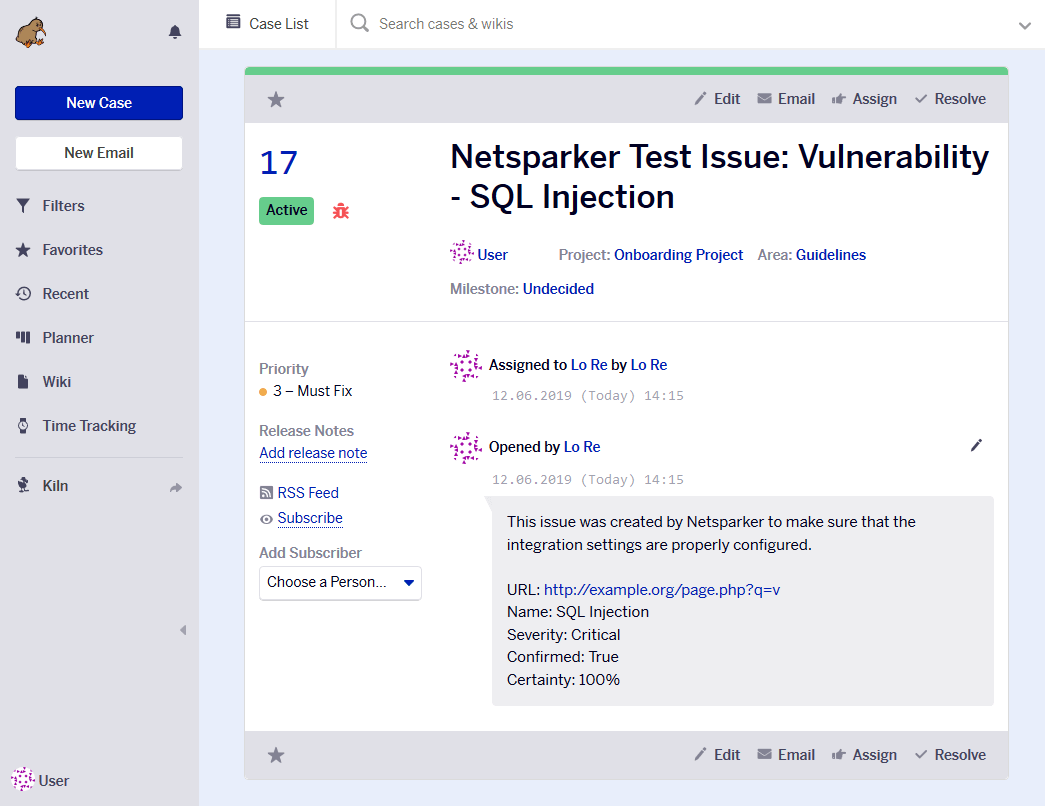 Case List
Search cases & wikis
New Case
New Email
Filters
Favorites
Recent
Planner
Wiki
Time Tracking
Kiln
User
Edit Email Assign Resolve
17
Active
Netsparker Test Issue: Vulnerability
- SQL Injection
User Project: Onboarding Project Area: Guidelines
Milestone: Undecided
Priority
3 – Must Fix
Release Notes
Add release note
RSS Feed
Subscribe
Add Subscriber
Choose a Person...
Assigned to Lo Re by Lo Re
12.06.2019 (Today) 14:15
Opened by Lo Re
12.06.2019 (Today) 14:15
This issue was created by Netsparker to make sure that the
integration settings are properly configured.
URL: http://example.org/page.php?q=v
Name: SQL Injection
Severity: Critical
Confirmed: True
Certainty: 100%
Edit Email Assign Resolve